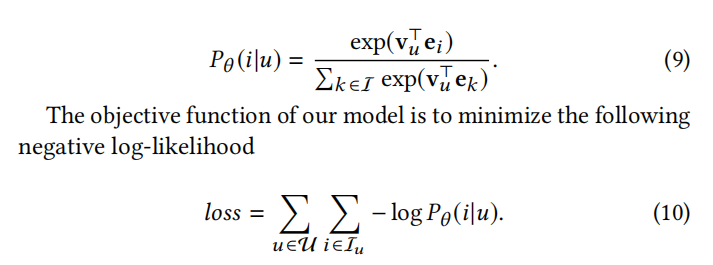 P_θ(i|u) = exp(v_u^⊤ e_i) / ∑_{k∈ℐ} exp(v_u^⊤ e_k) . (9)
The objective function of our model is to minimize the following
negative log-likelihood
loss = ∑_{u∈𝒰} ∑_{i∈ℐ_u} − log P_θ(i|u). (10)